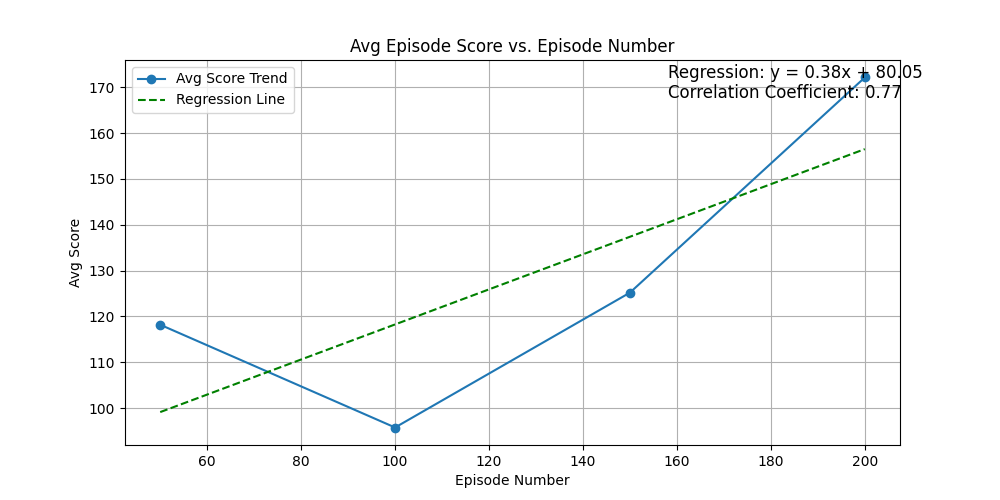 Avg Episode Score vs. Episode Number
Avg Score Trend
Regression Line
Regression: y = 0.38x + 80.05
Correlation Coefficient: 0.77
Avg Score
170
160
150
140
130
120
110
100
60 80 100 120 140 160 180 200
Episode Number